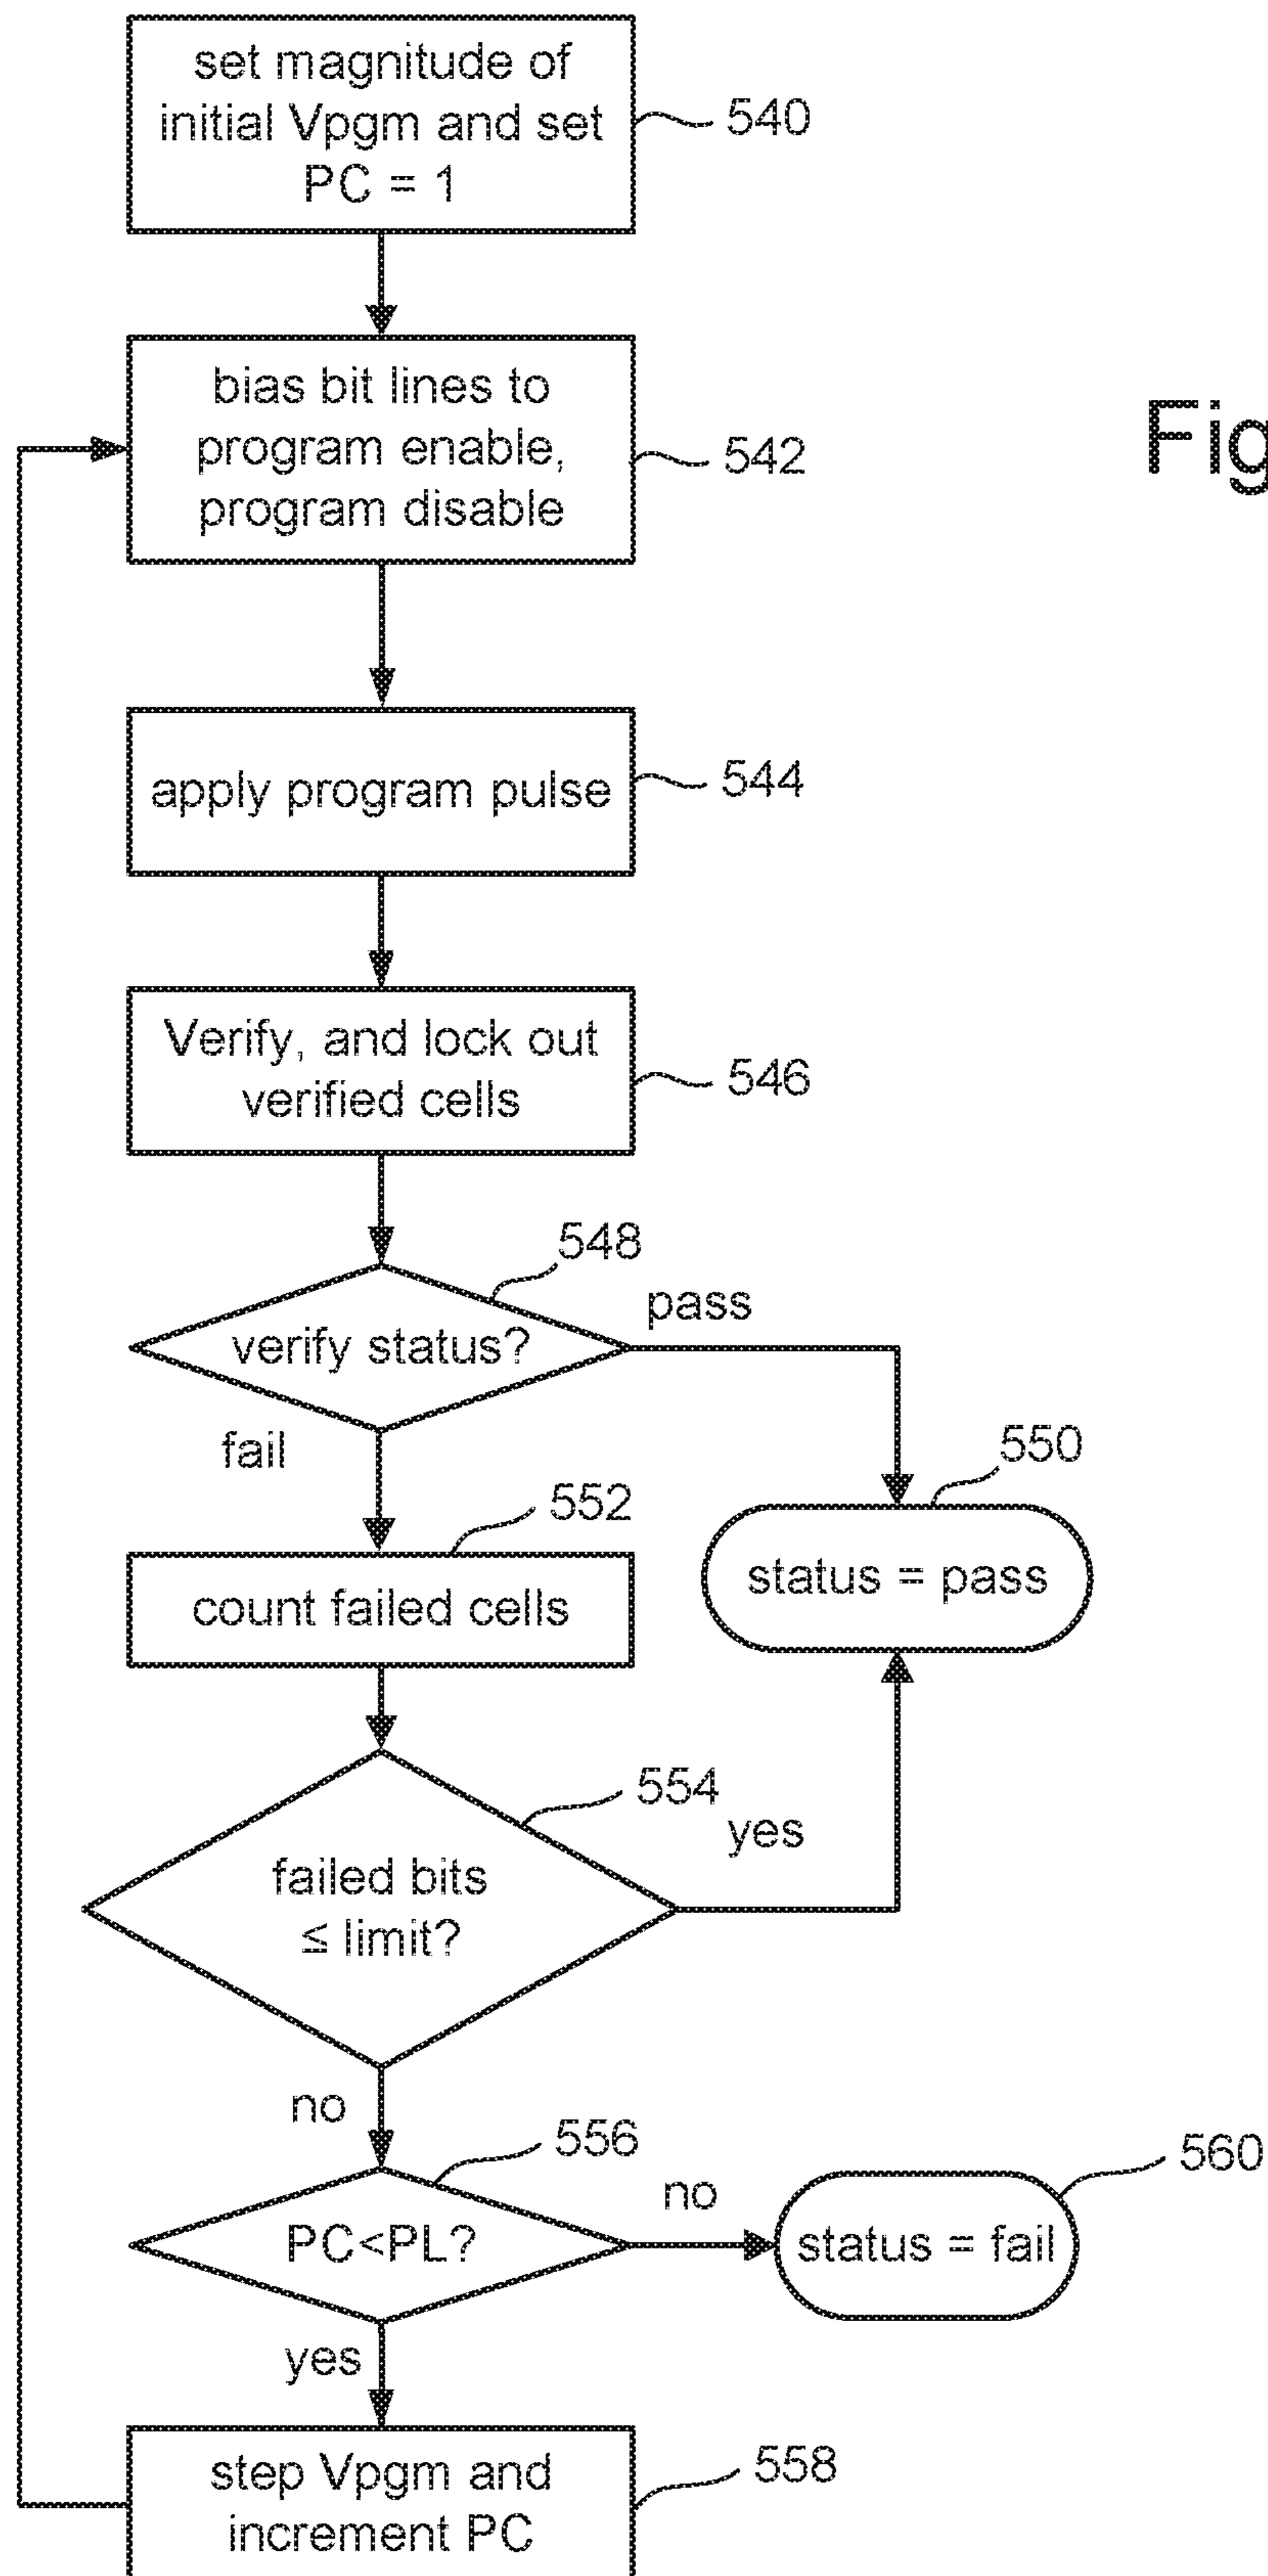 set magnitude of
initial Vpgm and set
PC = 1
540
bias bit lines to
program enable,
program disable
542
Fig
apply program pulse
544
Verify, and lock out
verified cells
546
548
verify status?
pass
fail
550
status = pass
552
count failed cells
554
yes
failed bits
≤ limit?
no
556
PC<PL?
no
560
status = fail
yes
step Vpgm and
increment PC
558